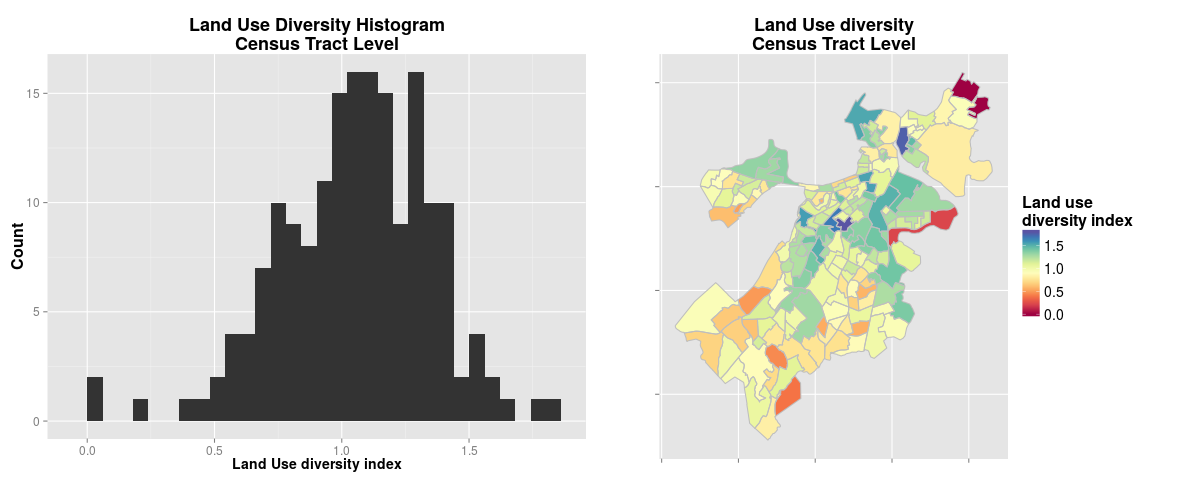 Land Use Diversity Histogram
Census Tract Level
15
10
5
0
Count
0.0 0.5 1.0 1.5
Land Use diversity index
Land Use diversity
Census Tract Level
Land use
diversity index
1.5
1.0
0.5
0.0